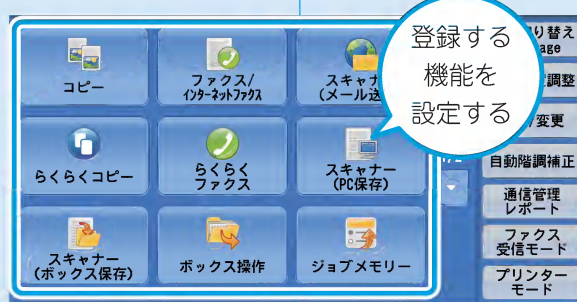 登録する
機能を
設定する
コピー
ファクス/
インターネットファクス
スキャナー
(メール送
らくらくコピー
らくらく
ファクス
スキャナー
(PC保存)
スキャナー
(ボックス保存)
ボックス操作
ジョブメモリー
り替え
age
調整
変更
自動階調補正
通信管理
レポート
ファクス
受信モード
プリンター
モード